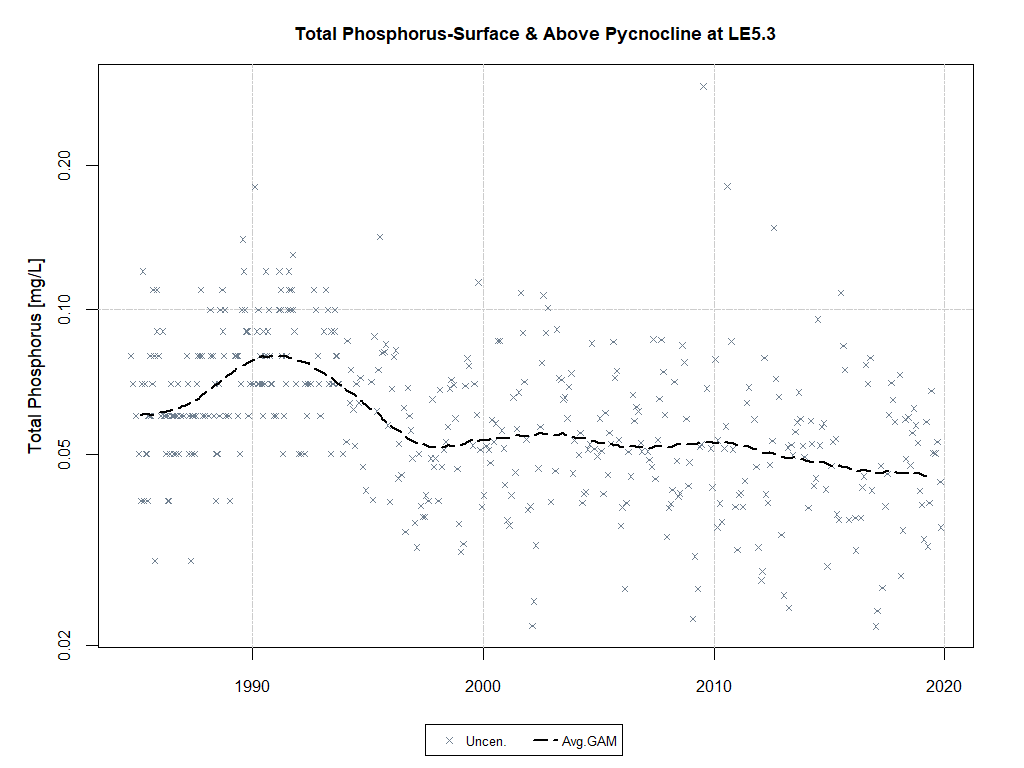 Total Phosphorus-Surface & Above Pycnocline at LE5.3
Total Phosphorus [mg/L]
0.20
0.10
0.05
0.02
1990
2000
2010
2020
Uncen.
Avg.GAM